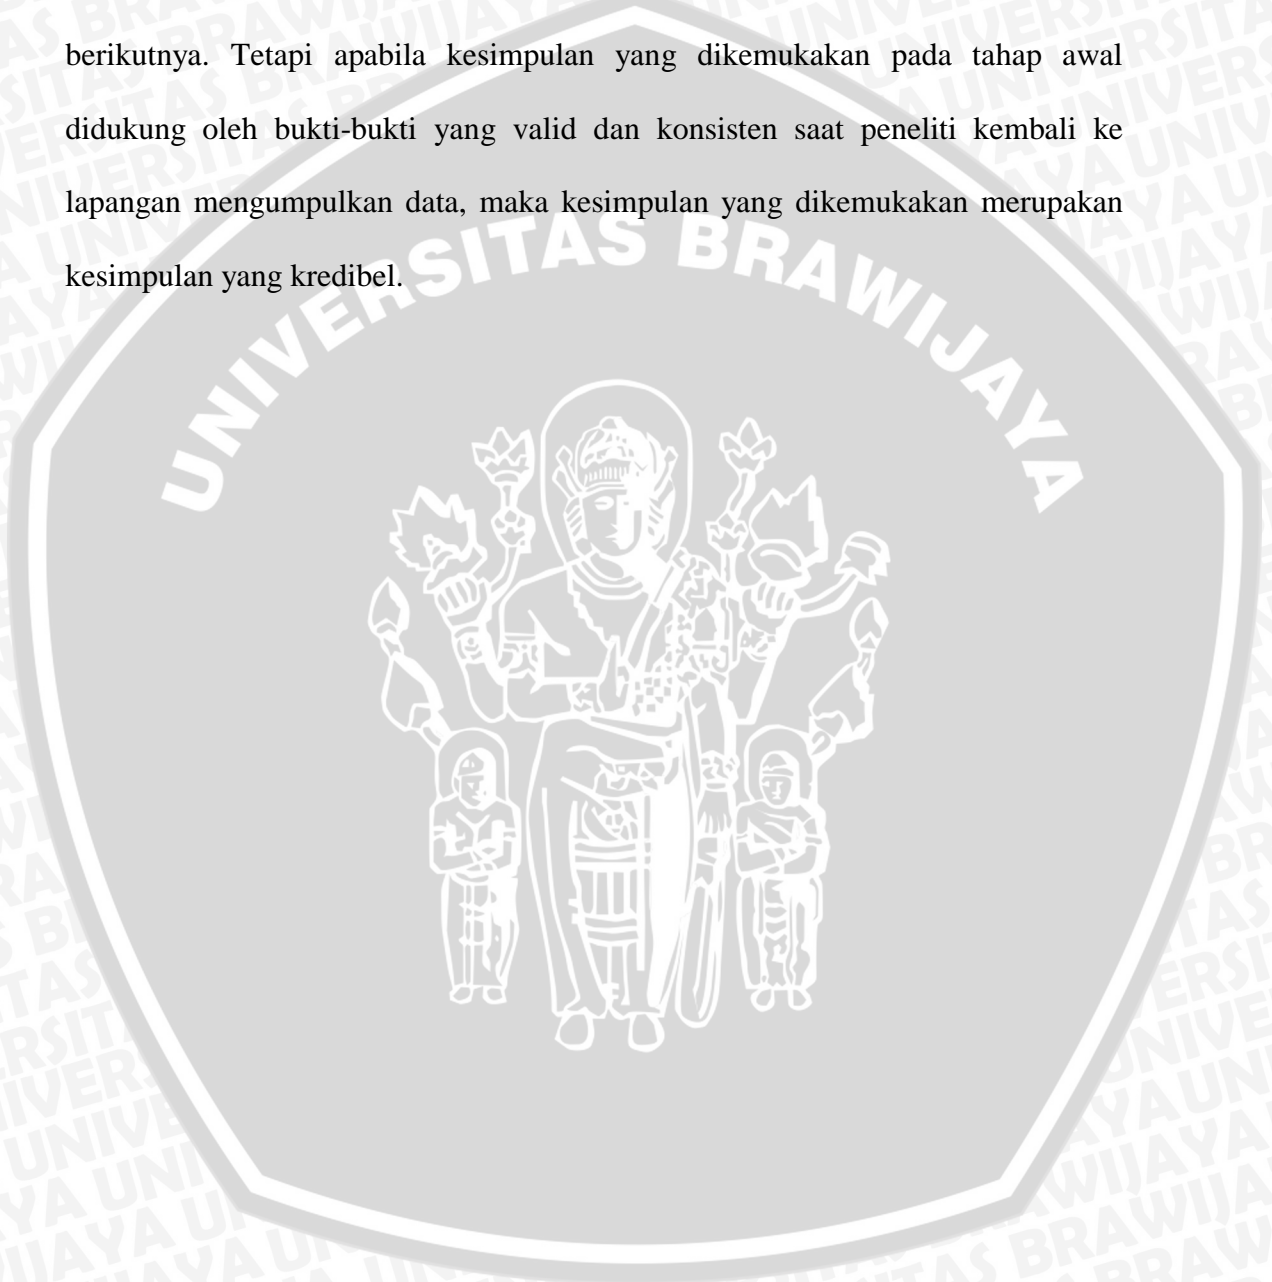 berikutnya. Tetapi apabila kesimpulan yang dikemukakan pada tahap awal
didukung oleh bukti-bukti yang valid dan konsisten saat peneliti kembali ke
lapangan mengumpulkan data, maka kesimpulan yang dikemukakan merupakan
kesimpulan yang kredibel.
UNIVERSITAS BRAWIJAYA